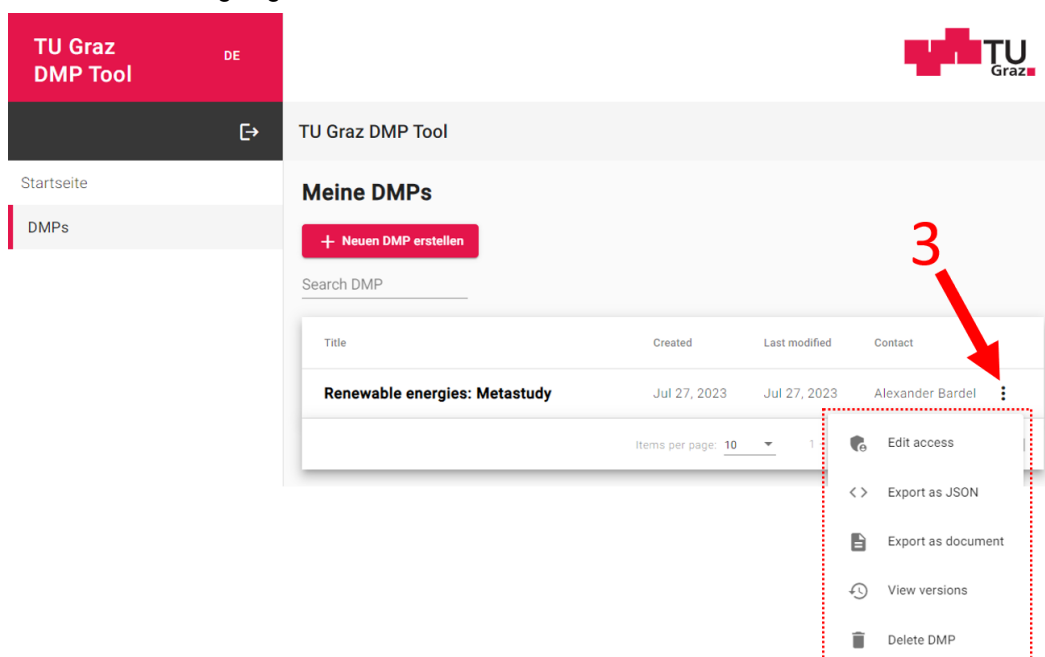 TU Graz
DMP Tool
DE
TU
Graz
TU Graz DMP Tool
Startseite
DMPs
Meine DMPs
+ Neuen DMP erstellen
3
Search DMP
Title Created Last modified Contact
Renewable energies: Metastudy Jul 27, 2023 Jul 27, 2023 Alexander Bardel
Items per page: 10 1
Edit access
Export as JSON
Export as document
View versions
Delete DMP